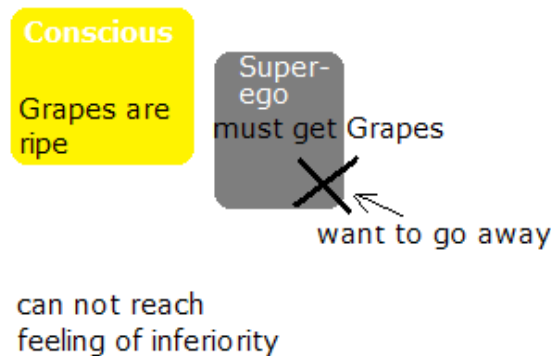 Conscious
Grapes are
ripe
Super-
ego
must get Grapes
want to go away
can not reach
feeling of inferiority